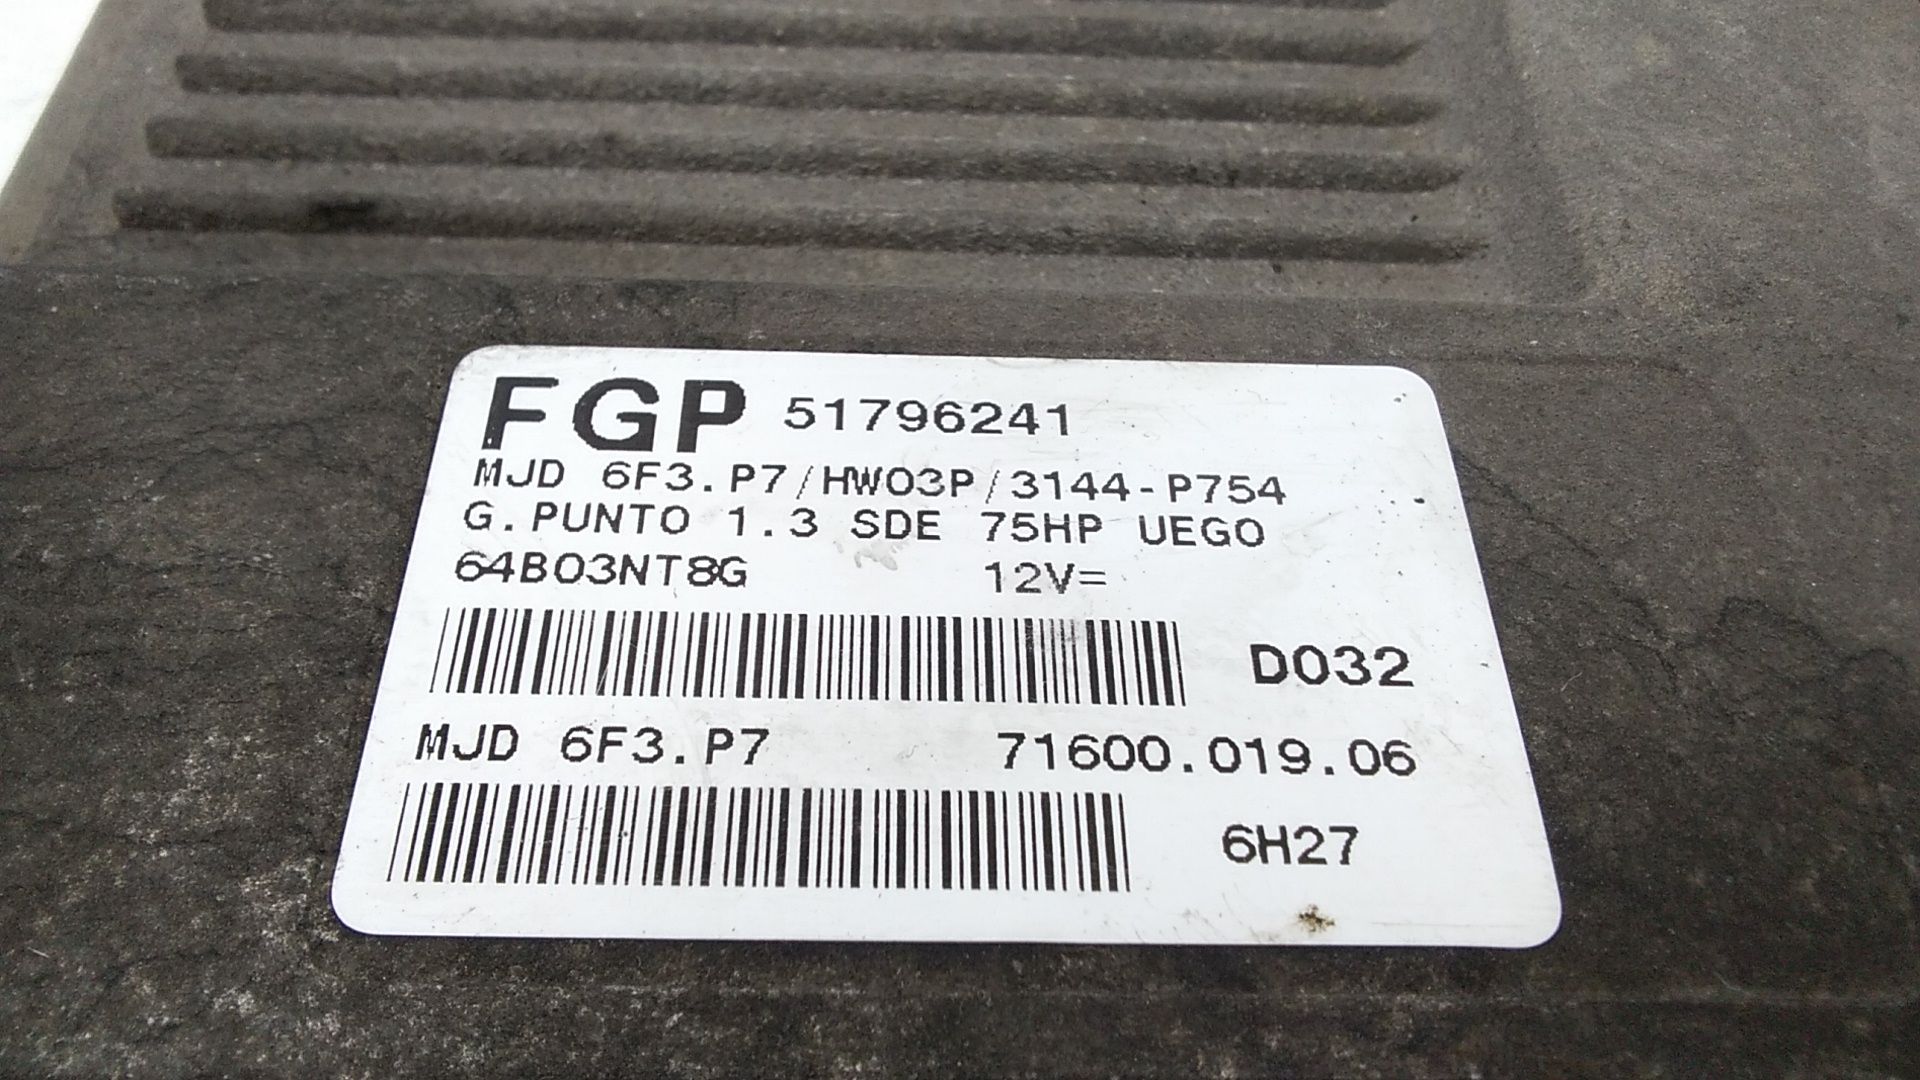 FGP 51796241
MJD 6F3.P7/HW03P/3144-P754
G.PUNTO 1.3 SDE 75HP UEGO
64B03NT8G 12V=
D032
MJD 6F3.P7 71600.019.06
6H27